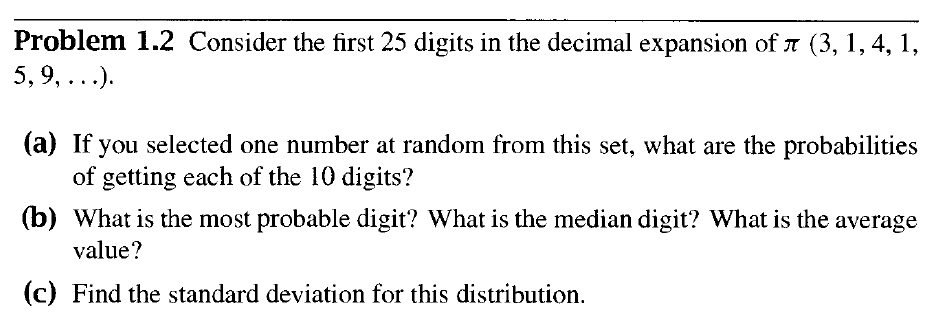 Problem 1.2 Consider the first 25 digits in the decimal expansion of π (3, 1, 4, 1,
5, 9, . . .).
(a) If you selected one number at random from this set, what are the probabilities
of getting each of the 10 digits?
(b) What is the most probable digit? What is the median digit? What is the average
value?
(c) Find the standard deviation for this distribution.